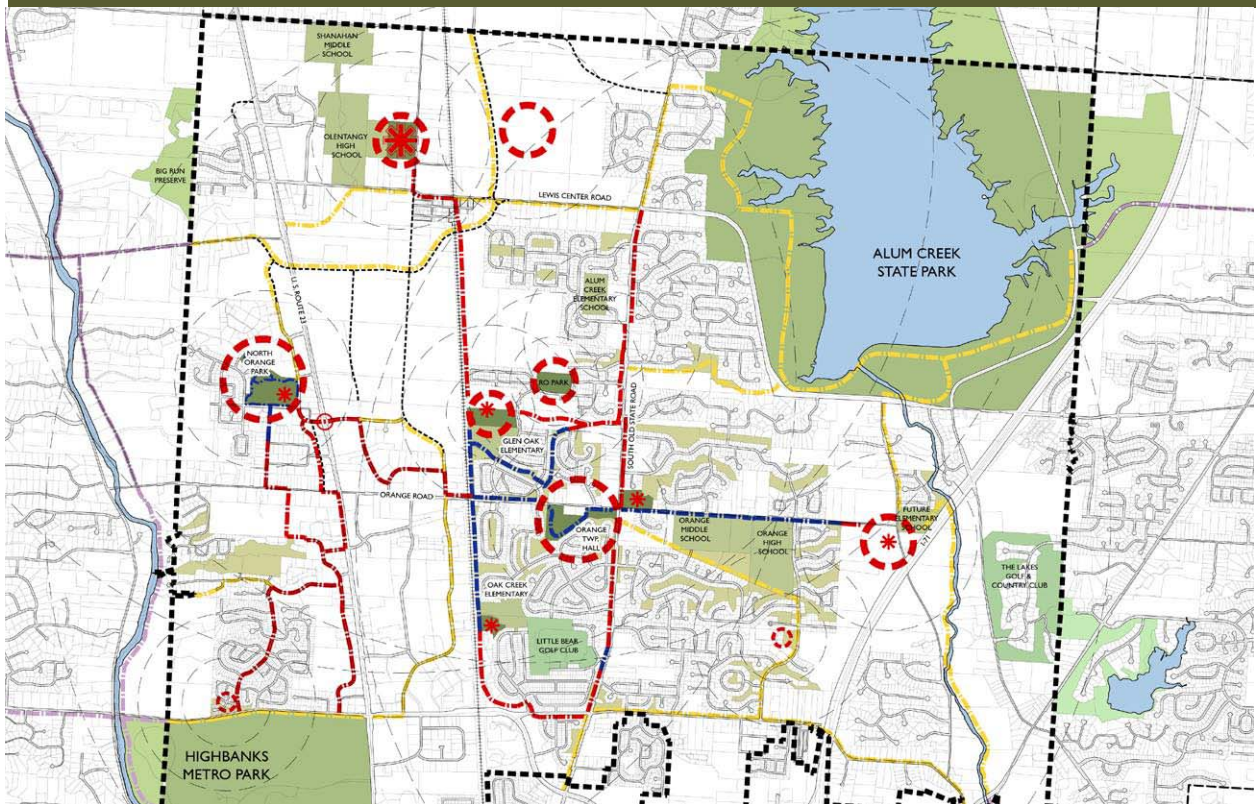 SHANAHAN
MIDDLE
SCHOOL
OLENTANGY
HIGH
SCHOOL
BIG RUN
PRESERVE
LEWIS CENTER ROAD
ALUM CREEK
STATE PARK
ALUM
CREEK
ELEMENTARY
SCHOOL
U.S. ROUTE 23
NORTH
ORANGE
PARK
RO PARK
SOUTH OLD STATE ROAD
GLEN OAK
ELEMENTARY
ORANGE ROAD
ORANGE
TWP.
HALL
ORANGE
MIDDLE
SCHOOL
ORANGE
HIGH
SCHOOL
FUTURE
ELEMENTARY
SCHOOL
I-71
THE LAKES
GOLF &
COUNTRY CLUB
OAK CREEK
ELEMENTARY
LITTLE BEAR
GOLF CLUB
HIGHBANKS
METRO PARK